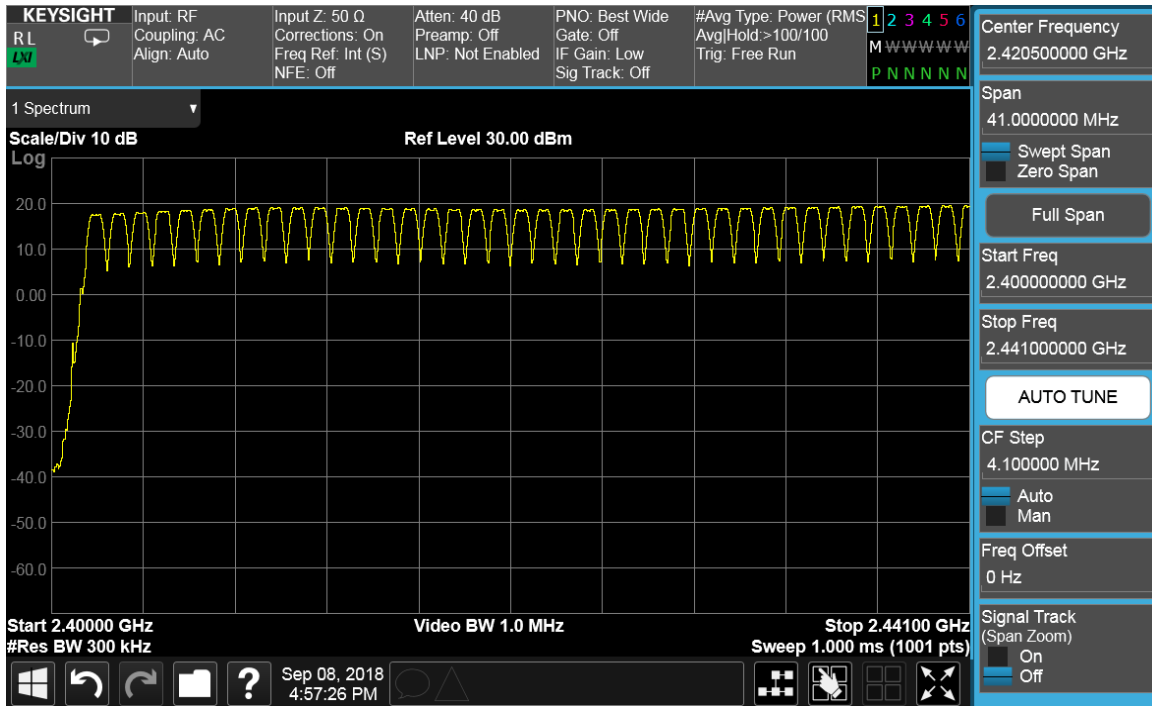 KEYSIGHT
R L
LXI
Input: RF
Coupling: AC
Align: Auto
Input Z: 50 Ω
Corrections: On
Freq Ref: Int (S)
NFE: Off
Atten: 40 dB
Preamp: Off
LNP: Not Enabled
PNO: Best Wide
Gate: Off
IF Gain: Low
Sig Track: Off
#Avg Type: Power (RMS
Avg|Hold:>100/100
Trig: Free Run
1 2 3 4 5 6
M W W W W W
P N N N N N
1 Spectrum
Scale/Div 10 dB
Ref Level 30.00 dBm
Log
20.0
10.0
0.00
-10.0
-20.0
-30.0
-40.0
-50.0
-60.0
Start 2.40000 GHz
Video BW 1.0 MHz
Stop 2.44100 GHz
#Res BW 300 kHz
Sweep 1.000 ms (1001 pts)
?
Sep 08, 2018
4:57:26 PM
Center Frequency
2.420500000 GHz
Span
41.0000000 MHz
Swept Span
Zero Span
Full Span
Start Freq
2.400000000 GHz
Stop Freq
2.441000000 GHz
AUTO TUNE
CF Step
4.100000 MHz
Auto
Man
Freq Offset
0 Hz
Signal Track
(Span Zoom)
On
Off